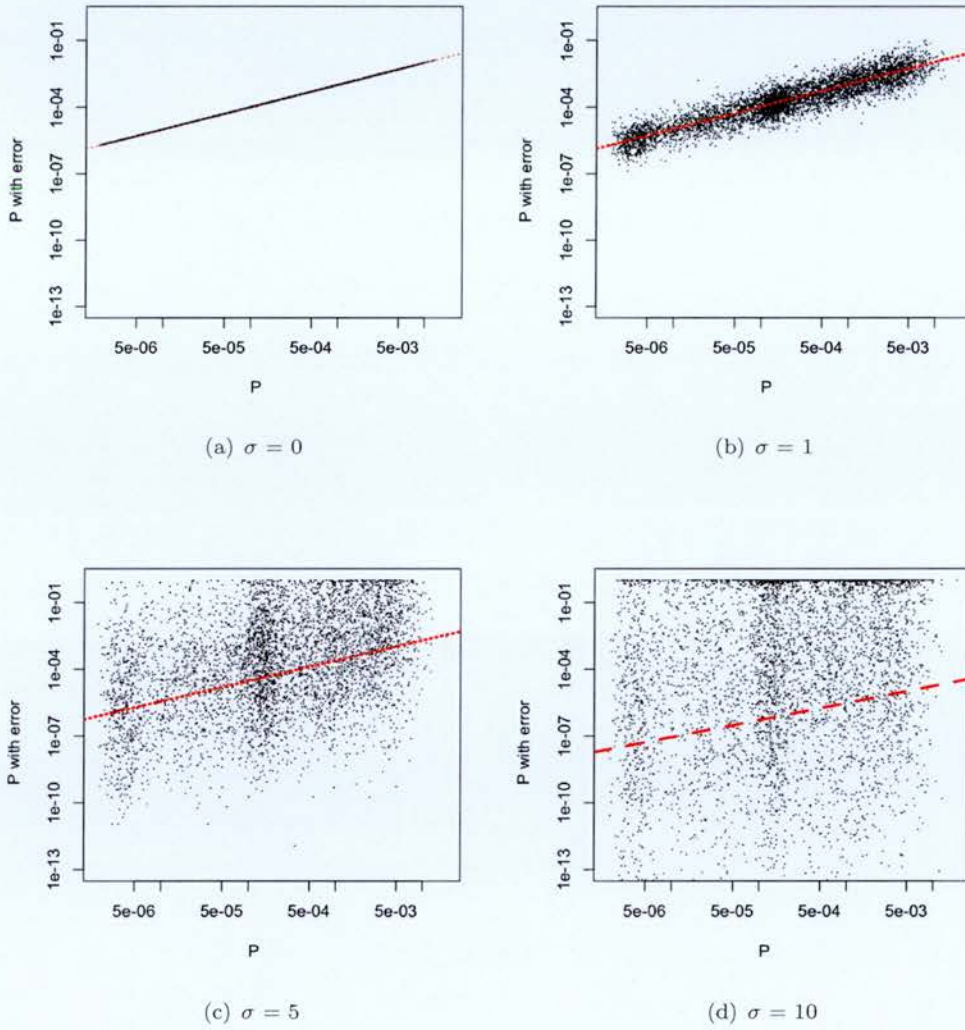 P with error
1e-01
1e-04
1e-07
1e-10
1e-13
5e-06 5e-05 5e-04 5e-03
P
(a) σ = 0
P with error
1e-01
1e-04
1e-07
1e-10
1e-13
5e-06 5e-05 5e-04 5e-03
P
(b) σ = 1
P with error
1e-01
1e-04
1e-07
1e-10
1e-13
5e-06 5e-05 5e-04 5e-03
P
(c) σ = 5
P with error
1e-01
1e-04
1e-07
1e-10
1e-13
5e-06 5e-05 5e-04 5e-03
P
(d) σ = 10